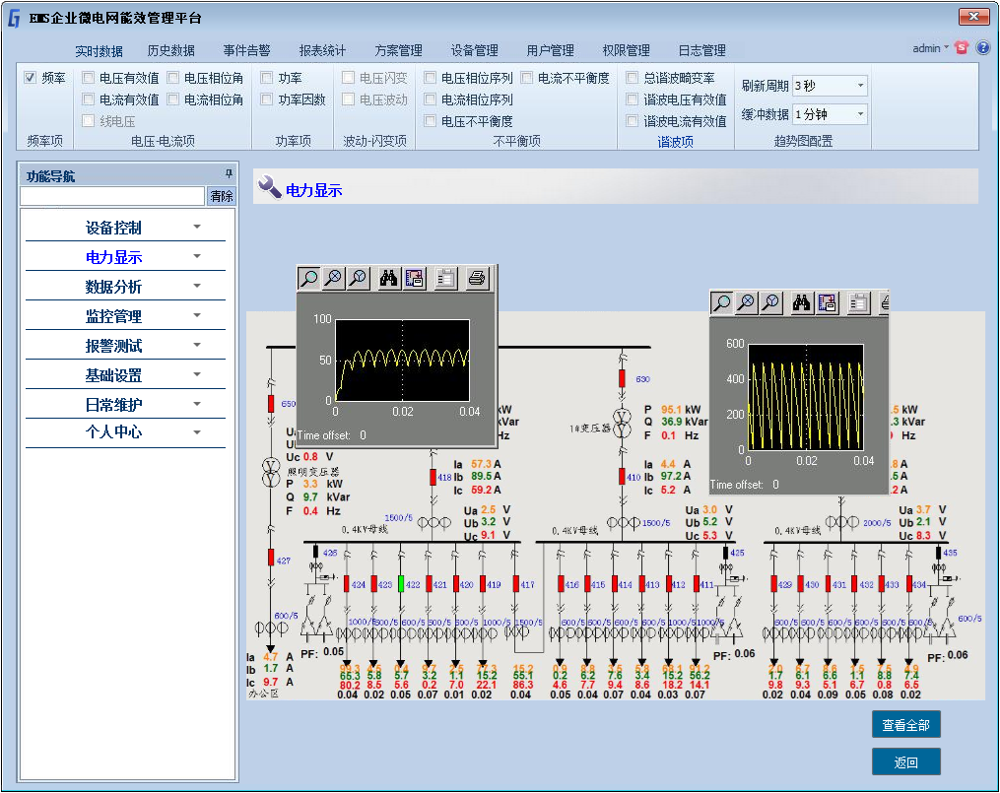 EMS企业微电网能效管理平台
实时数据 历史数据 事件告警 报表统计 方案管理 设备管理 用户管理 权限管理 日志管理
admin
频率 电压有效值 电压相位角 功率 电压闪变 电压相位序列 电流不平衡度 总谐波畸变率 刷新周期 3秒
电流有效值 电流相位角 功率因数 电压波动 电流相位序列 谐波电压有效值 缓冲数据 1分钟
线电压 电压不平衡度 谐波电流有效值
频率项 电压-电流项 功率项 波动-闪变项 不平衡项 谐波项 趋势图配置
功能导航
清除
设备控制
电力显示
数据分析
监控管理
报警测试
基础设置
日常维护
个人中心
电力显示
100
50
0
0 0.02 0.04
Time offset: 0
600
400
200
0
0 0.02 0.04
Time offset: 0
650
Uc 0.8 V
照明变压器
P 3.3 kW
Q 9.7 kVar
F 0.4 Hz
427
600/5
Ia 4.7 A
Ib 1.7 A
Ic 9.7 A
办公区
kW
kVar
Hz
Ia 57.3 A
Ib 89.5 A
Ic 59.2 A
418
1500/5
Ua 2.5 V
Ub 3.2 V
Uc 9.1 V
0.4KV母线
630
1#变压器
P 95.1 kW
Q 36.9 kVar
F 0.1 Hz
Ia 4.4 A
Ib 97.2 A
Ic 5.2 A
410
1500/5
Ua 3.0 V
Ub 5.2 V
Uc 5.3 V
0.4KV母线
.5 kW
.3 kVar
Hz
.8 A
.5 A
.2 A
2000/5
Ua 3.7 V
Ub 2.1 V
Uc 8.3 V
0.4KV母线
426 425 435
424 423 422 421 420 419 417 416 415 414 413 412 411 429 430 431 432 433 434
1000/5 500/5 600/5 600/5 600/5 1000/5 1500/5 600/5 600/5 600/5 600/5 1000/5 1000/5 600/5 600/5 600/5 600/5 600/5 600/5 600/5
PF: 0.05 PF: 0.06 PF: 0.06
65.3 5.8 5.7 3.2 1.1 15.2 55.1 0.2 6.2 7.6 3.4 15.2 56.2 1.7 6.1 8.6 1.1 8.8 7.4
80.2 8.5 5.6 0.2 7.0 22.1 86.3 4.6 7.7 9.4 8.6 18.2 14.1 9.8 9.3 5.1 6.7 0.8 6.5
0.04 0.02 0.05 0.07 0.01 0.02 0.04 0.05 0.04 0.07 0.04 0.03 0.07 0.02 0.04 0.09 0.05 0.08 0.02
查看全部
返回